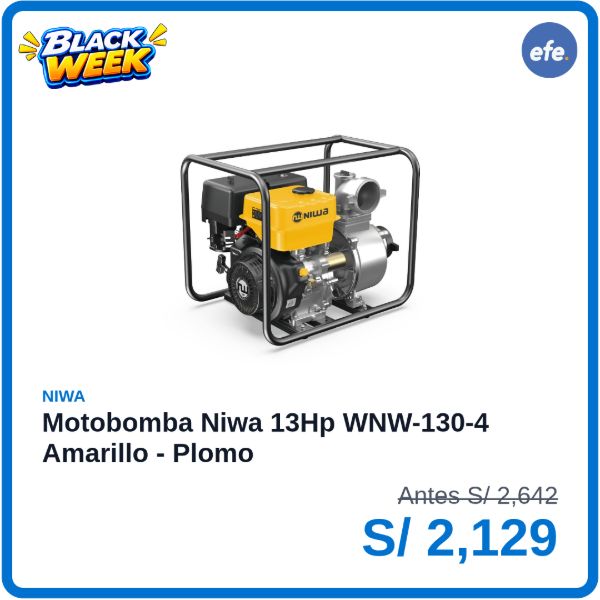 BLACK
WEEK
efe.
NIWA
NIWA
Motobomba Niwa 13Hp WNW-130-4
Amarillo - Plomo
Antes S/ 2,642
S/ 2,129